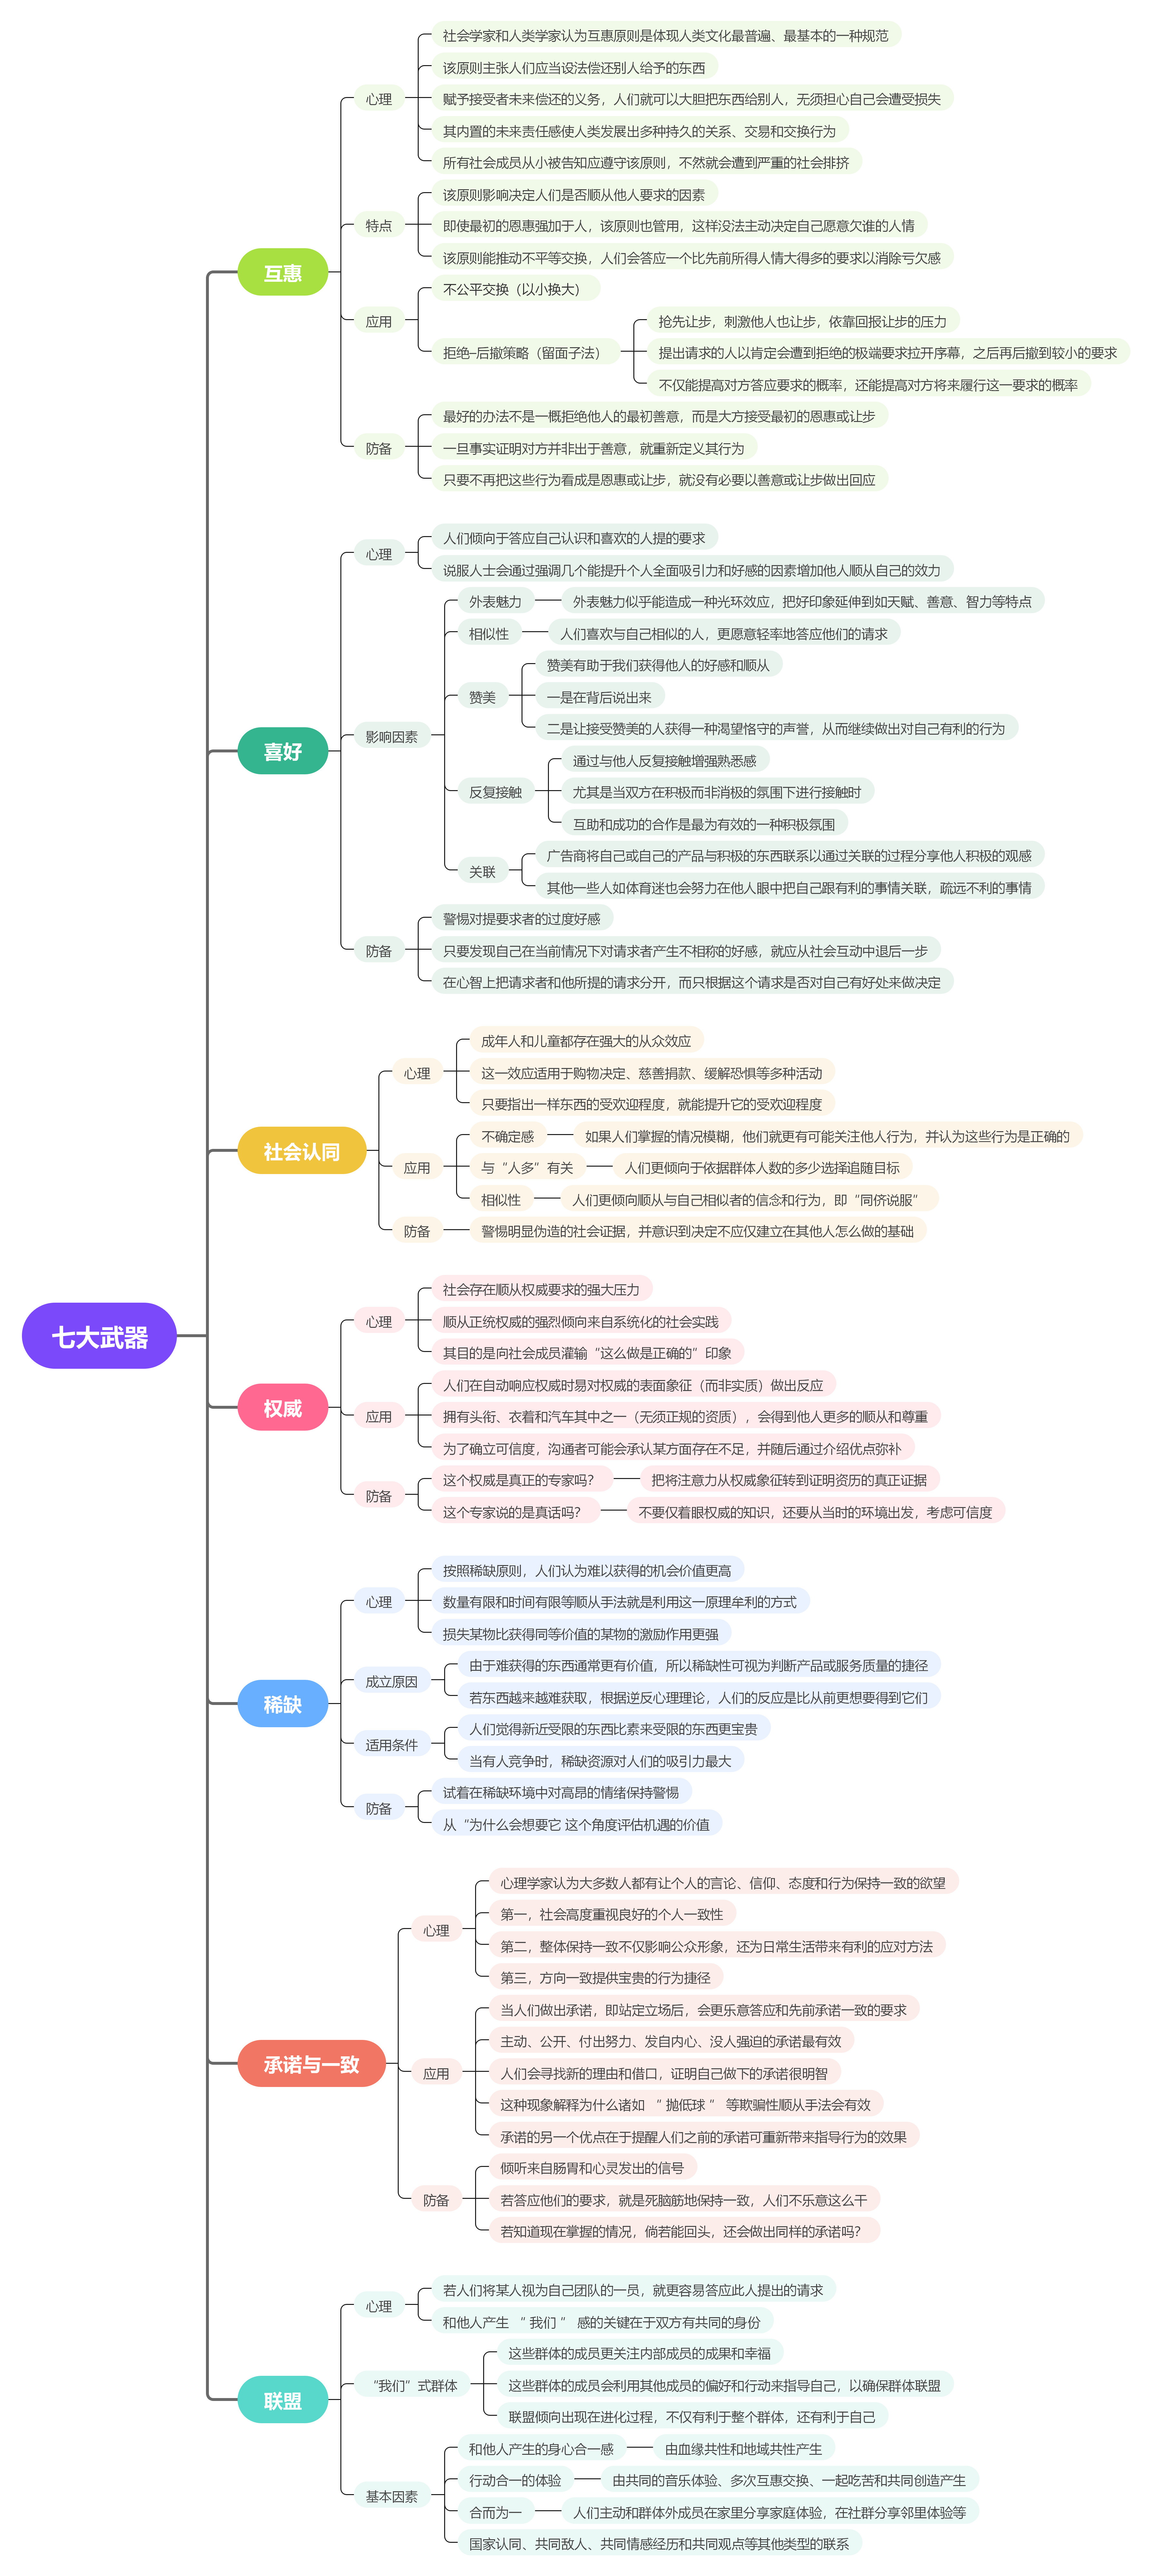 七大武器
互惠
心理
社会学家和人类学家认为互惠原则是体现人类文化最普遍、最基本的一种规范
该原则主张人们应当设法偿还别人给予的东西
赋予接受者未来偿还的义务，人们就可以大胆把东西给别人，无须担心自己会遭受损失
其内置的未来责任感使人类发展出多种持久的关系、交易和交换行为
所有社会成员从小被告知应遵守该原则，不然就会遭到严重的社会排挤
特点
该原则影响决定人们是否顺从他人要求的因素
即使最初的恩惠强加于人，该原则也管用，这样没法主动决定自己愿意欠谁的人情
该原则能推动不平等交换，人们会答应一个比先前所得人情大得多的要求以消除亏欠感
应用
不公平交换（以小换大）
拒绝–后撤策略（留面子法）
抢先让步，刺激他人也让步，依靠回报让步的压力
提出请求的人以肯定会遭到拒绝的极端要求拉开序幕，之后再后撤到较小的要求
不仅能提高对方答应要求的概率，还能提高对方将来履行这一要求的概率
防备
最好的办法不是一概拒绝他人的最初善意，而是大方接受最初的恩惠或让步
一旦事实证明对方并非出于善意，就重新定义其行为
只要不再把这些行为看成是恩惠或让步，就没有必要以善意或让步做出回应
喜好
心理
人们倾向于答应自己认识和喜欢的人提的要求
说服人士会通过强调几个能提升个人全面吸引力和好感的因素增加他人顺从自己的效力
影响因素
外表魅力
外表魅力似乎能造成一种光环效应，把好印象延伸到如天赋、善意、智力等特点
相似性
人们喜欢与自己相似的人，更愿意轻率地答应他们的请求
赞美
赞美有助于我们获得他人的好感和顺从
一是在背后说出来
二是让接受赞美的人获得一种渴望恪守的声誉，从而继续做出对自己有利的行为
反复接触
通过与他人反复接触增强熟悉感
尤其是当双方在积极而非消极的氛围下进行接触时
互助和成功的合作是最为有效的一种积极氛围
关联
广告商将自己或自己的产品与积极的东西联系以通过关联的过程分享他人积极的观感
其他一些人如体育迷也会努力在他人眼中把自己跟有利的事情关联，疏远不利的事情
防备
警惕对提要求者的过度好感
只要发现自己在当前情况下对请求者产生不相称的好感，就应从社会互动中退后一步
在心智上把请求者和他所提的请求分开，而只根据这个请求是否对自己有好处来做决定
社会认同
心理
成年人和儿童都存在强大的从众效应
这一效应适用于购物决定、慈善捐款、缓解恐惧等多种活动
只要指出一样东西的受欢迎程度，就能提升它的受欢迎程度
应用
不确定感
如果人们掌握的情况模糊，他们就更有可能关注他人行为，并认为这些行为是正确的
与“人多”有关
人们更倾向于依据群体人数的多少选择追随目标
相似性
人们更倾向顺从与自己相似者的信念和行为，即“同侪说服”
防备
警惕明显伪造的社会证据，并意识到决定不应仅建立在其他人怎么做的基础
权威
心理
社会存在顺从权威要求的强大压力
顺从正统权威的强烈倾向来自系统化的社会实践
其目的是向社会成员灌输“这么做是正确的”印象
应用
人们在自动响应权威时易对权威的表面象征（而非实质）做出反应
拥有头衔、衣着和汽车其中之一（无须正规的资质），会得到他人更多的顺从和尊重
为了确立可信度，沟通者可能会承认某方面存在不足，并随后通过介绍优点弥补
防备
这个权威是真正的专家吗？
把将注意力从权威象征转到证明资历的真正证据
这个专家说的是真话吗？
不要仅着眼权威的知识，还要从当时的环境出发，考虑可信度
稀缺
心理
按照稀缺原则，人们认为难以获得的机会价值更高
数量有限和时间有限等顺从手法就是利用这一原理牟利的方式
损失某物比获得同等价值的某物的激励作用更强
成立原因
由于难获得的东西通常更有价值，所以稀缺性可视为判断产品或服务质量的捷径
若东西越来越难获取，根据逆反心理理论，人们的反应是比从前更想要得到它们
适用条件
人们觉得新近受限的东西比素来受限的东西更宝贵
当有人竞争时，稀缺资源对人们的吸引力最大
防备
试着在稀缺环境中对高昂的情绪保持警惕
从“为什么会想要它 这个角度评估机遇的价值
承诺与一致
心理
心理学家认为大多数人都有让个人的言论、信仰、态度和行为保持一致的欲望
第一，社会高度重视良好的个人一致性
第二，整体保持一致不仅影响公众形象，还为日常生活带来有利的应对方法
第三，方向一致提供宝贵的行为捷径
应用
当人们做出承诺，即站定立场后，会更乐意答应和先前承诺一致的要求
主动、公开、付出努力、发自内心、没人强迫的承诺最有效
人们会寻找新的理由和借口，证明自己做下的承诺很明智
这种现象解释为什么诸如 “ 抛低球 “ 等欺骗性顺从手法会有效
承诺的另一个优点在于提醒人们之前的承诺可重新带来指导行为的效果
防备
倾听来自肠胃和心灵发出的信号
若答应他们的要求，就是死脑筋地保持一致，人们不乐意这么干
若知道现在掌握的情况，倘若能回头，还会做出同样的承诺吗？
联盟
心理
若人们将某人视为自己团队的一员，就更容易答应此人提出的请求
和他人产生 “ 我们 “ 感的关键在于双方有共同的身份
“我们”式群体
这些群体的成员更关注内部成员的成果和幸福
这些群体的成员会利用其他成员的偏好和行动来指导自己，以确保群体联盟
联盟倾向出现在进化过程，不仅有利于整个群体，还有利于自己
基本因素
和他人产生的身心合一感
由血缘共性和地域共性产生
行动合一的体验
由共同的音乐体验、多次互惠交换、一起吃苦和共同创造产生
合而为一
人们主动和群体外成员在家里分享家庭体验，在社群分享邻里体验等
国家认同、共同敌人、共同情感经历和共同观点等其他类型的联系